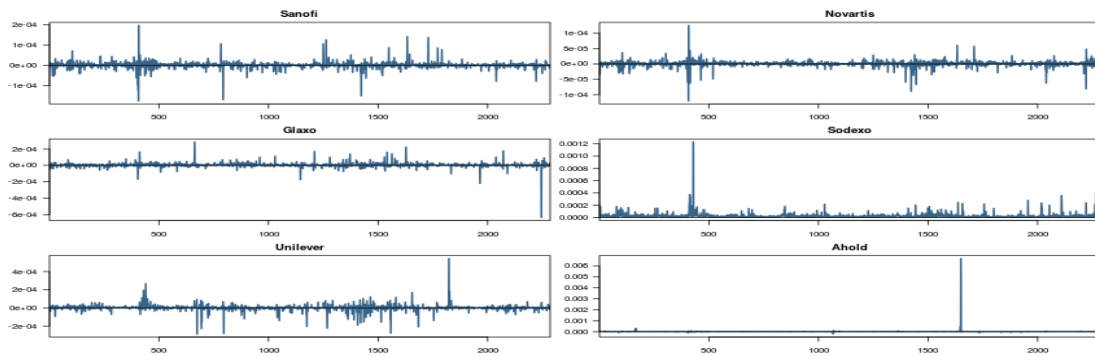 Sanofi
2e-04
1e-04
0e+00
-1e-04
500 1000 1500 2000
Novartis
1e-04
5e-05
0e+00
-5e-05
-1e-04
500 1000 1500 2000
Glaxo
2e-04
0e+00
-2e-04
-4e-04
-6e-04
500 1000 1500 2000
Sodexo
0.0012
0.0010
0.0008
0.0006
0.0004
0.0002
0.0000
500 1000 1500 2000
Unilever
4e-04
2e-04
0e+00
-2e-04
500 1000 1500 2000
Ahold
0.006
0.005
0.004
0.003
0.002
0.001
0.000
500 1000 1500 2000